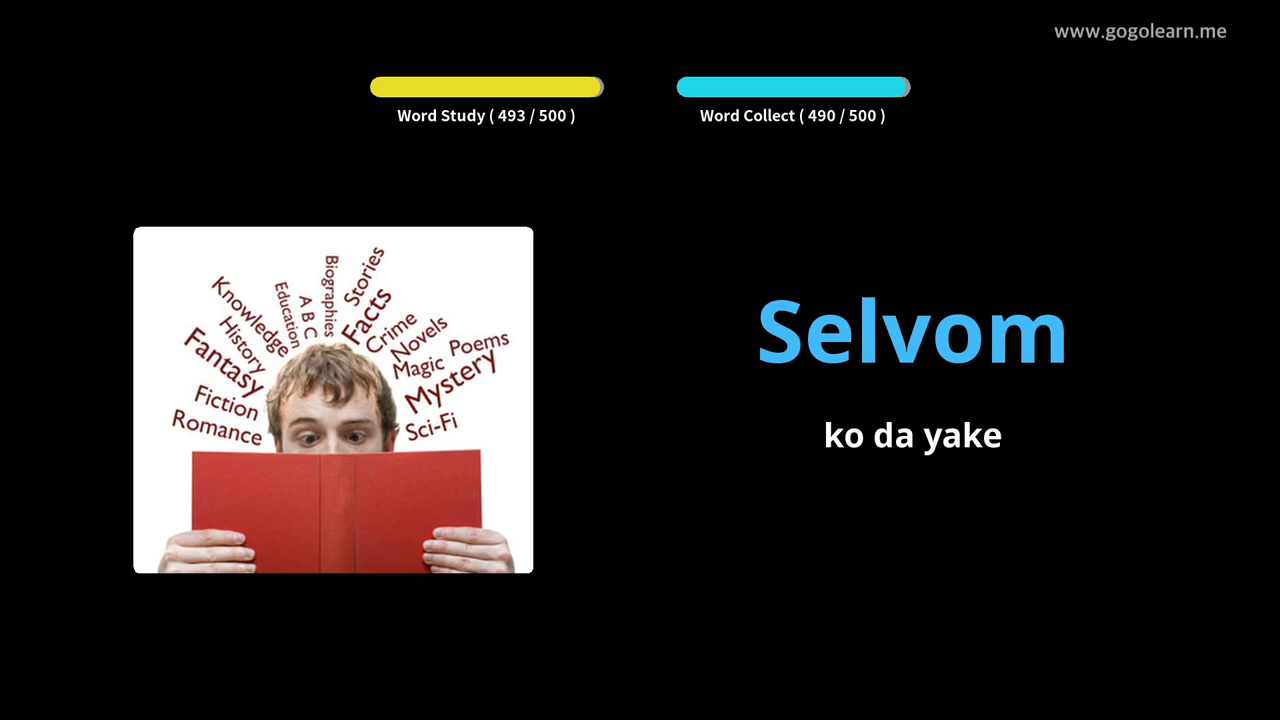 www.gogolearn.me
Word Study ( 493 / 500 )
Word Collect ( 490 / 500 )
Biographies
Stories
Education
A B C
Facts
Knowledge
Crime
History
Novels
Fantasy
Magic
Poems
Mystery
Fiction
Romance
Sci-Fi
Selvom
ko da yake